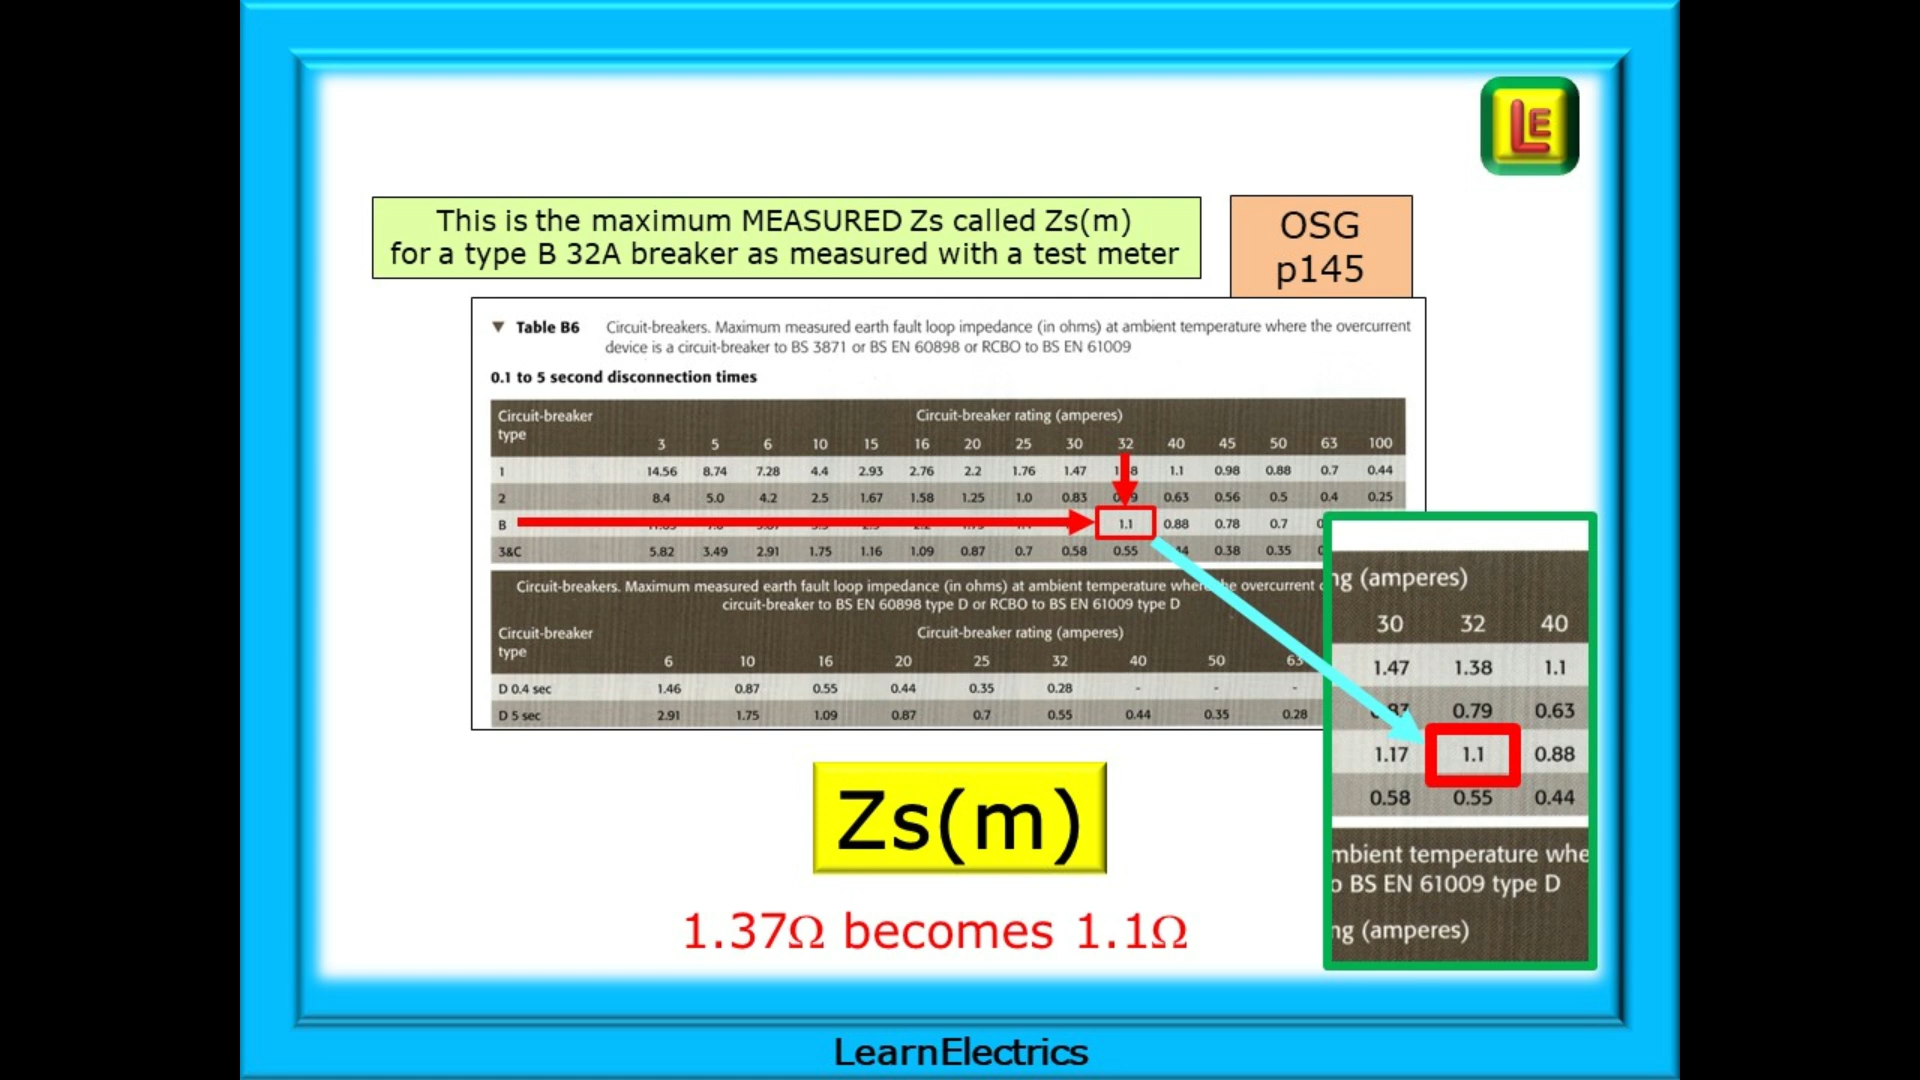 LE
This is the maximum MEASURED Zs called Zs(m)
for a type B 32A breaker as measured with a test meter
OSG
p145
▼ Table B6 Circuit-breakers. Maximum measured earth fault loop impedance (in ohms) at ambient temperature where the overcurrent
device is a circuit-breaker to BS 3871 or BS EN 60898 or RCBO to BS EN 61009
0.1 to 5 second disconnection times
Circuit-breaker type Circuit-breaker rating (amperes)
3 5 6 10 15 16 20 25 30 32 40 45 50 63 100
1 14.56 8.74 7.28 4.4 2.93 2.76 2.2 1.76 1.47 1.1 0.98 0.88 0.7 0.44
2 8.4 5.0 4.2 2.5 1.67 1.58 1.25 1.0 0.83 0.63 0.56 0.5 0.4 0.25
B 1.1 0.88 0.78 0.7
3&C 5.82 3.49 2.91 1.75 1.16 1.09 0.87 0.7 0.58 0.55 0.38 0.35
Circuit-breakers. Maximum measured earth fault loop impedance (in ohms) at ambient temperature where the overcurrent
circuit-breaker to BS EN 60898 type D or RCBO to BS EN 61009 type D
Circuit-breaker type Circuit-breaker rating (amperes)
6 10 16 20 25 32 40 50 63
D 0.4 sec 1.46 0.87 0.55 0.44 0.35 0.28 - - -
D 5 sec 2.91 1.75 1.09 0.87 0.7 0.55 0.44 0.35 0.28
ng (amperes)
30 32 40
1.47 1.38 1.1
0.79 0.63
1.17 1.1 0.88
0.58 0.55 0.44
mbient temperature whe
o BS EN 61009 type D
ng (amperes)
Zs(m)
1.37Ω becomes 1.1Ω
LearnElectrics